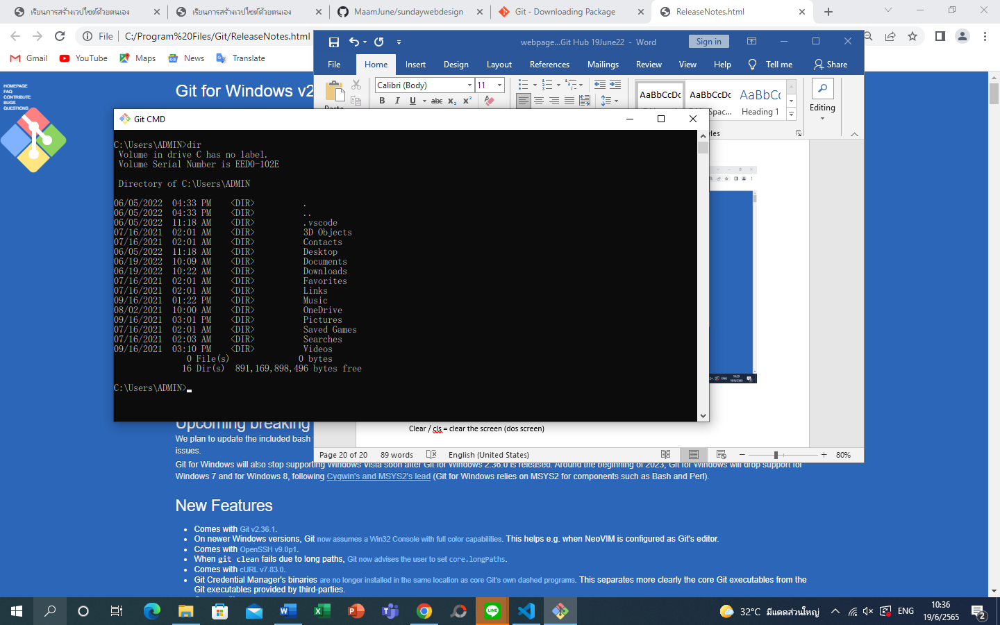 เรียนการสร้างเวปไซต์ด้วยตนเอง
เรียนการสร้างเวปไซต์ด้วยตนเอง
MaamJune/sundaywebdesign
Git - Downloading Package
ReleaseNotes.html
File
C:/Program%20Files/Git/ReleaseNotes.html
Gmail
YouTube
Maps
News
Translate
HOMEPAGE
FAQ
CONTRIBUTE
BUGS
QUESTIONS
Git for Windows v2
webpage...Git Hub 19June22 - Word
Sign in
File
Home
Insert
Design
Layout
References
Mailings
Review
View
Help
Tell me
Share
Calibri (Body)
11
AaBbCcDc
AaBbCcDc
AaBbCc
Heading 1
Editing
Git CMD
C:\Users\ADMIN>dir
Volume in drive C has no label.
Volume Serial Number is EED0-102E
Directory of C:\Users\ADMIN
06/05/2022  04:33 PM    <DIR>          .
06/05/2022  04:33 PM    <DIR>          ..
06/05/2022  11:18 AM    <DIR>          .vscode
07/16/2021  02:01 AM    <DIR>          3D Objects
07/16/2021  02:01 AM    <DIR>          Contacts
06/05/2022  11:18 AM    <DIR>          Desktop
06/19/2022  10:09 AM    <DIR>          Documents
06/19/2022  10:22 AM    <DIR>          Downloads
07/16/2021  02:01 AM    <DIR>          Favorites
07/16/2021  02:01 AM    <DIR>          Links
09/16/2021  01:22 PM    <DIR>          Music
08/02/2021  10:00 AM    <DIR>          OneDrive
09/16/2021  03:01 PM    <DIR>          Pictures
07/16/2021  02:01 AM    <DIR>          Saved Games
07/16/2021  02:03 AM    <DIR>          Searches
09/16/2021  03:10 PM    <DIR>          Videos
0 File(s)              0 bytes
16 Dir(s)  891,169,898,496 bytes free
C:\Users\ADMIN>
Clear / cls = clear the screen (dos screen)
Page 20 of 20
89 words
English (United States)
80%
Upcoming breaking
We plan to update the included bash
issues.
Git for Windows will also stop supporting Windows Vista soon after Git for Windows 2.36.0 is released. Around the beginning of 2023, Git for Windows will drop support for
Windows 7 and for Windows 8, following Cygwin's and MSYS2's lead (Git for Windows relies on MSYS2 for components such as Bash and Perl).
New Features
• Comes with Git v2.36.1.
• On newer Windows versions, Git now assumes a Win32 Console with full color capabilities. This helps e.g. when NeoVIM is configured as Git's editor.
• Comes with OpenSSH v9.0p1.
• When git clean fails due to long paths, Git now advises the user to set core.longPaths.
• Comes with cURL v7.83.0.
• Git Credential Manager's binaries are no longer installed in the same location as core Git's own dashed programs. This separates more clearly the core Git executables from the
Git executables provided by third-parties.
32°C มีแดดส่วนใหญ่
ENG
10:36
19/6/2565
2